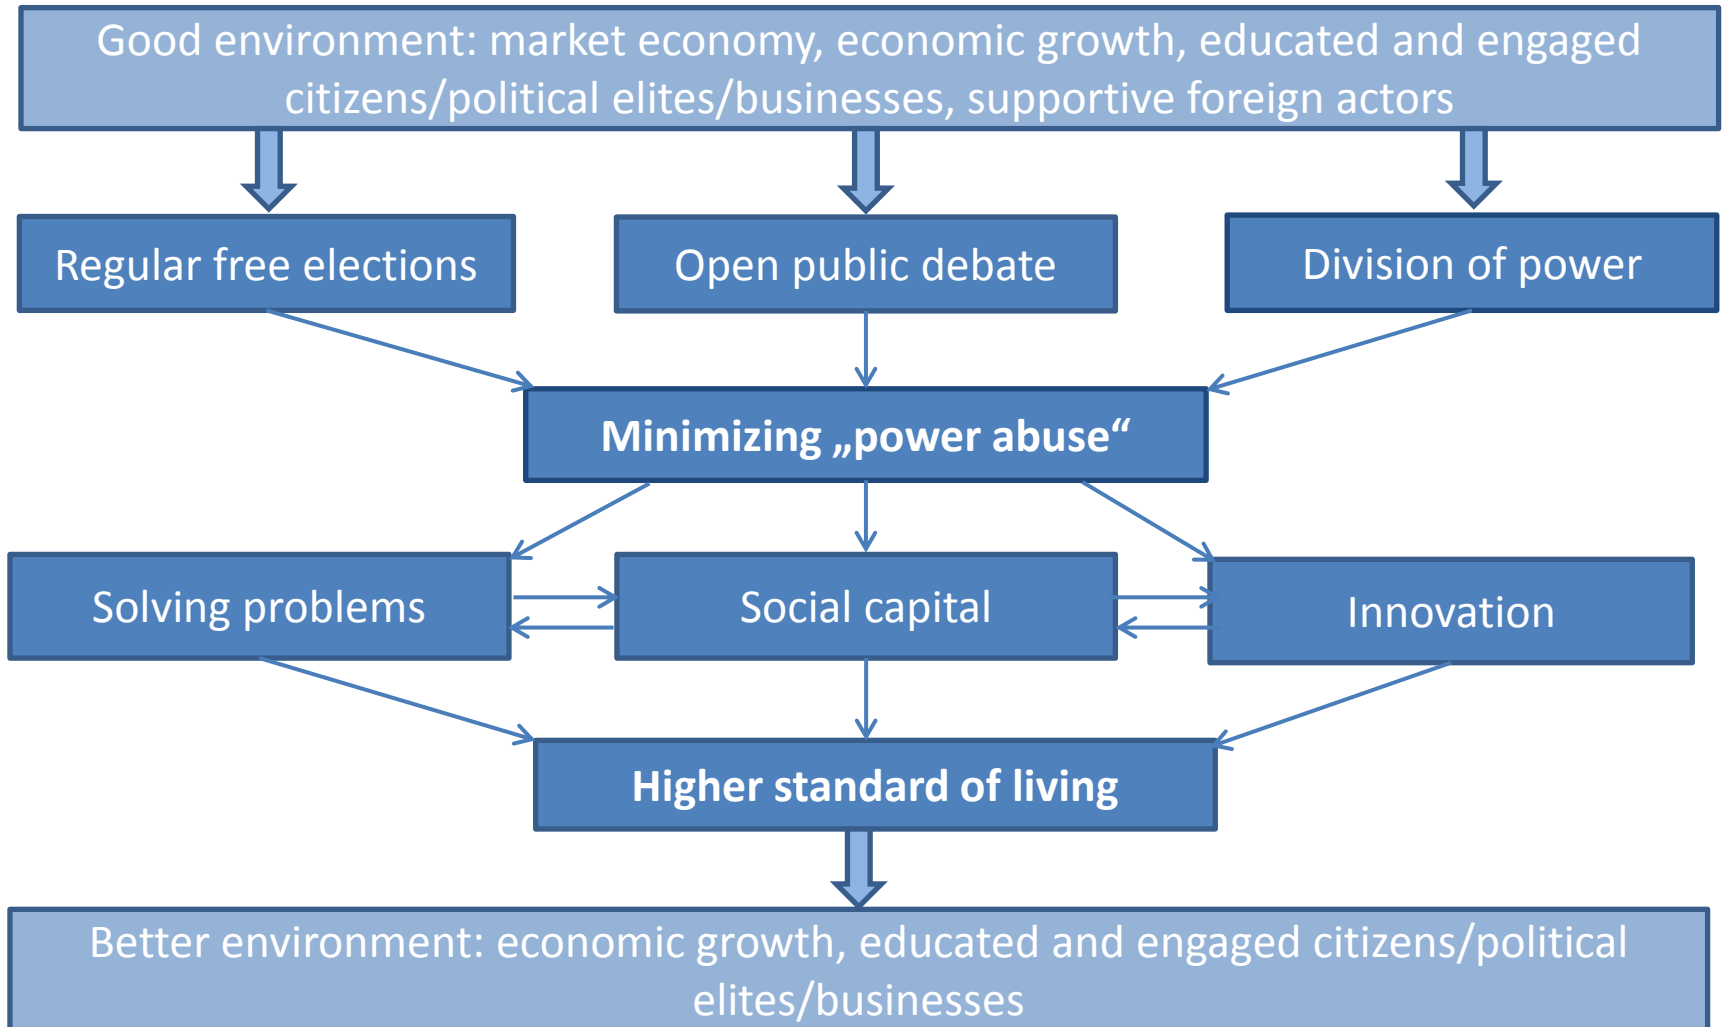 Good environment: market economy, economic growth, educated and engaged
citizens/political elites/businesses, supportive foreign actors
Regular free elections
Open public debate
Division of power
Minimizing „power abuse“
Solving problems
Social capital
Innovation
Higher standard of living
Better environment: economic growth, educated and engaged citizens/political
elites/businesses